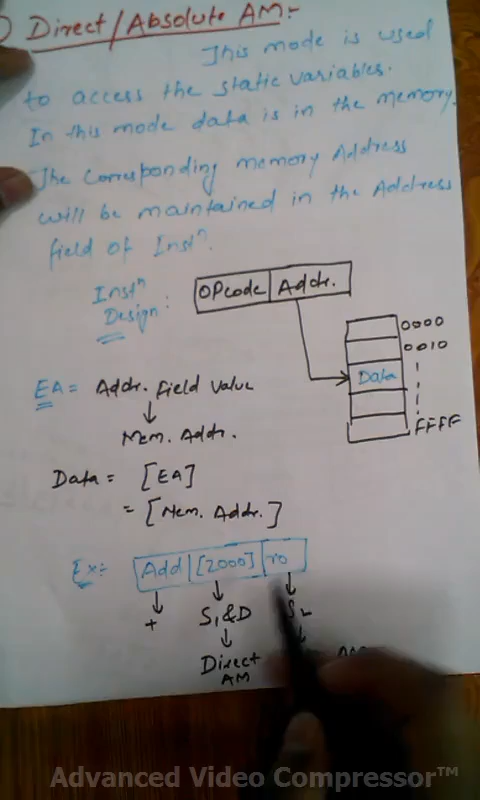 ) Direct/Absolute AM:-
This mode is used
to access the static variables.
In this mode data is in the memory.
The corresponding memory Address
will be maintained in the Address
field of Instⁿ.
Instⁿ Design :
OPcode | Addr.
0000
0010
Data
FFFF
EA = Addr. field value
Mem. Addr.
Data = [EA]
= [Mem. Addr.]
Ex:- Add | [2000] | r0
+ S1&D S2
Direct AM
Advanced Video Compressor™